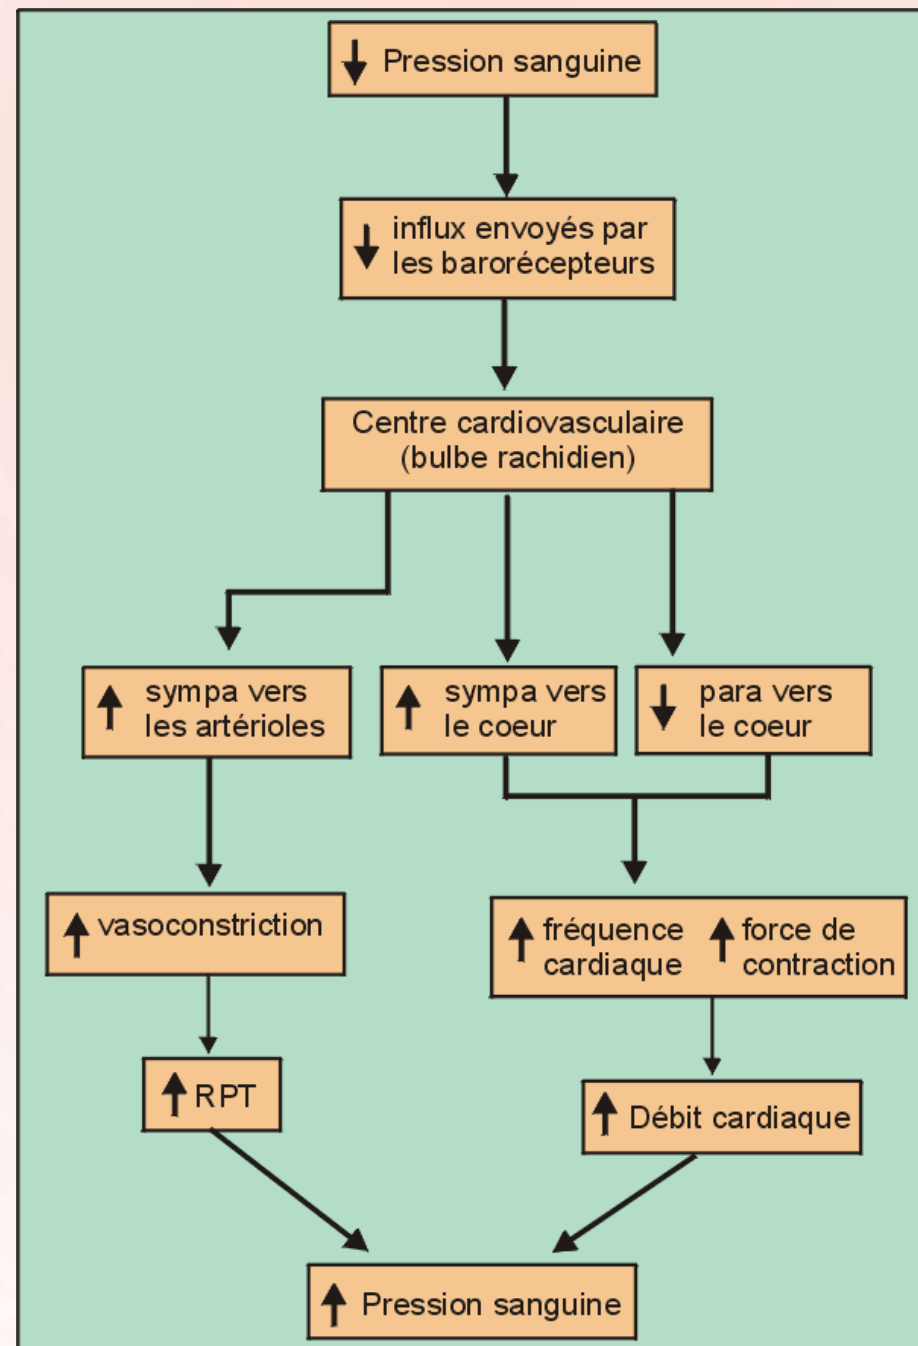 Pression sanguine
influx envoyés par
les barorécepteurs
Centre cardiovasculaire
(bulbe rachidien)
sympa vers
les artérioles
sympa vers
le coeur
para vers
le coeur
vasoconstriction
fréquence
cardiaque
force de
contraction
RPT
Débit cardiaque
Pression sanguine